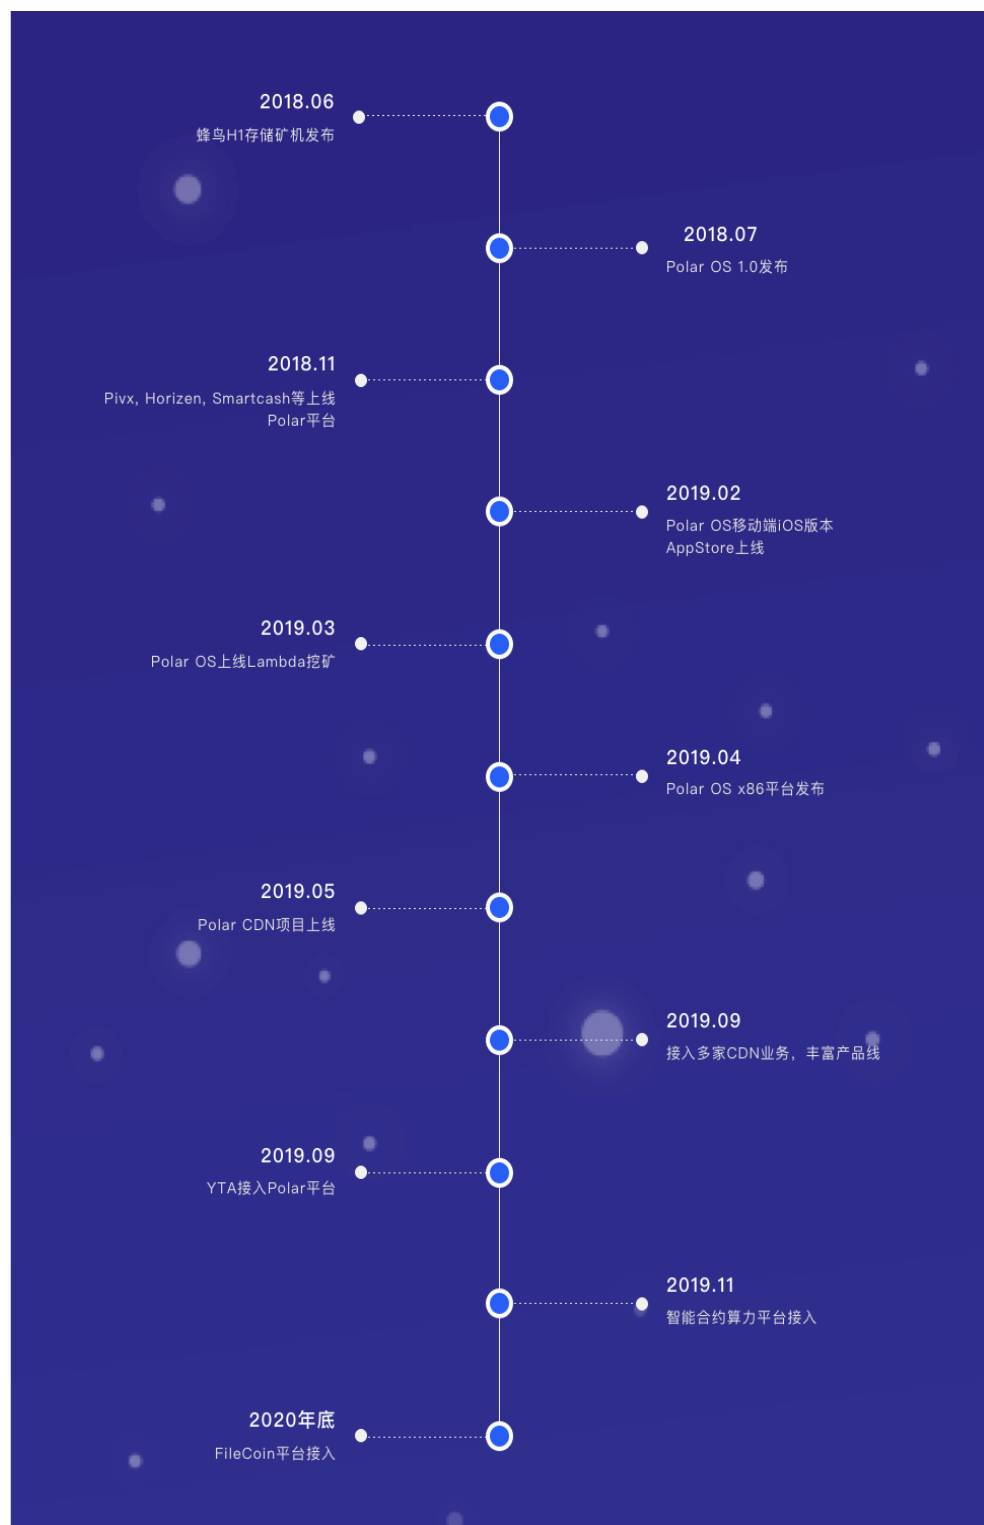 2018.06
蜂鸟H1存储矿机发布
2018.07
Polar OS 1.0发布
2018.11
Pivx, Horizen, Smartcash等上线
Polar平台
2019.02
Polar OS移动端iOS版本
AppStore上线
2019.03
Polar OS上线Lambda挖矿
2019.04
Polar OS x86平台发布
2019.05
Polar CDN项目上线
2019.09
接入多家CDN业务，丰富产品线
2019.09
YTA接入Polar平台
2019.11
智能合约算力平台接入
2020年底
FileCoin平台接入